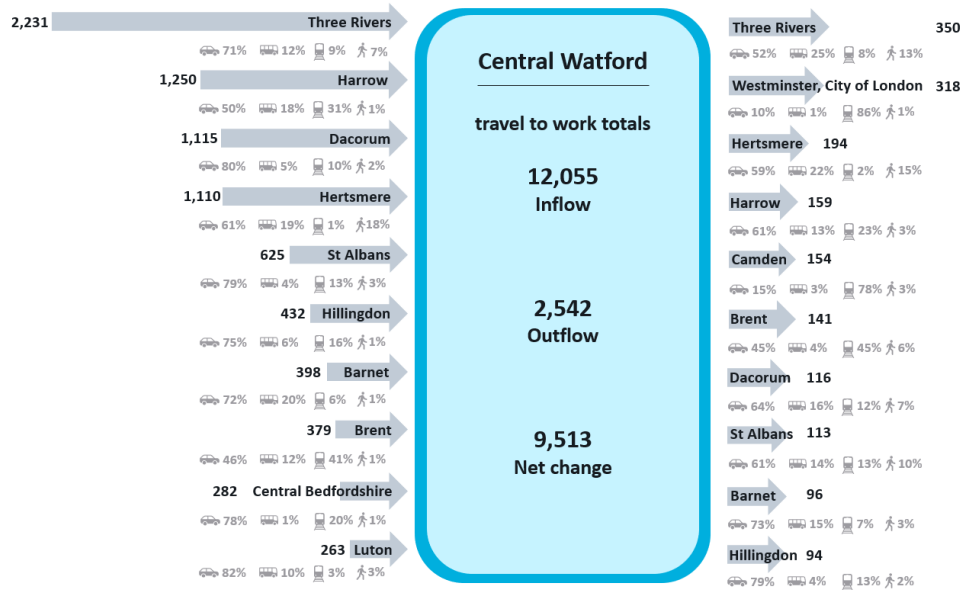 2,231 Three Rivers
71% 12% 9% 7%
1,250 Harrow
50% 18% 31% 1%
1,115 Dacorum
80% 5% 10% 2%
1,110 Hertsmere
61% 19% 1% 18%
625 St Albans
79% 4% 13% 3%
432 Hillingdon
75% 6% 16% 1%
398 Barnet
72% 20% 6% 1%
379 Brent
46% 12% 41% 1%
282 Central Bedfordshire
78% 1% 20% 1%
263 Luton
82% 10% 3% 3%
Central Watford
travel to work totals
12,055
Inflow
2,542
Outflow
9,513
Net change
Three Rivers 350
52% 25% 8% 13%
Westminster, City of London 318
10% 1% 86% 1%
Hertsmere 194
59% 22% 2% 15%
Harrow 159
61% 13% 23% 3%
Camden 154
15% 3% 78% 3%
Brent 141
45% 4% 45% 6%
Dacorum 116
64% 16% 12% 7%
St Albans 113
61% 14% 13% 10%
Barnet 96
73% 15% 7% 3%
Hillingdon 94
79% 4% 13% 2%